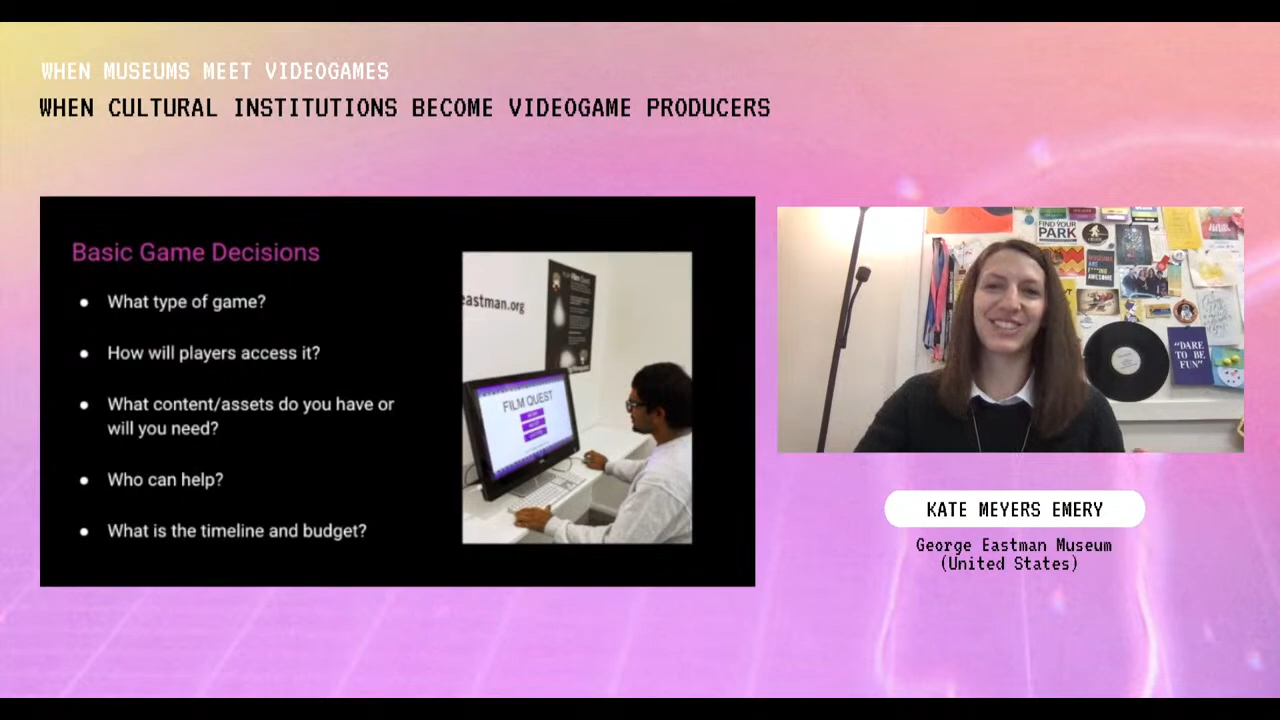 WHEN MUSEUMS MEET VIDEOGAMES
WHEN CULTURAL INSTITUTIONS BECOME VIDEOGAME PRODUCERS
Basic Game Decisions
What type of game?
How will players access it?
What content/assets do you have or
will you need?
Who can help?
What is the timeline and budget?
eastman.org
FILM QUEST
FIND YOUR
PARK
MUSEUMS
ARE
AWESOME
"DARE
TO BE
FUN"
KATE MEYERS EMERY
George Eastman Museum
(United States)